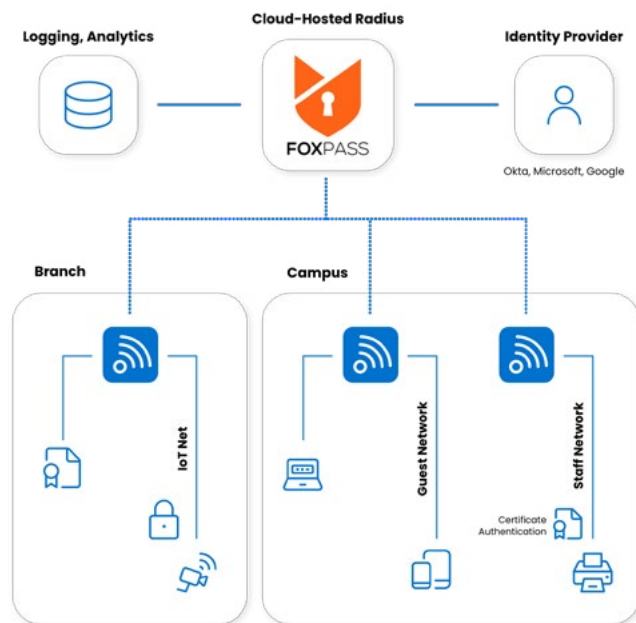 Cloud-Hosted Radius
Logging, Analytics
Identity Provider
FOXPASS
Okta, Microsoft, Google
Branch
Campus
IoT Net
Guest Network
Staff Network
Certificate
Authentication